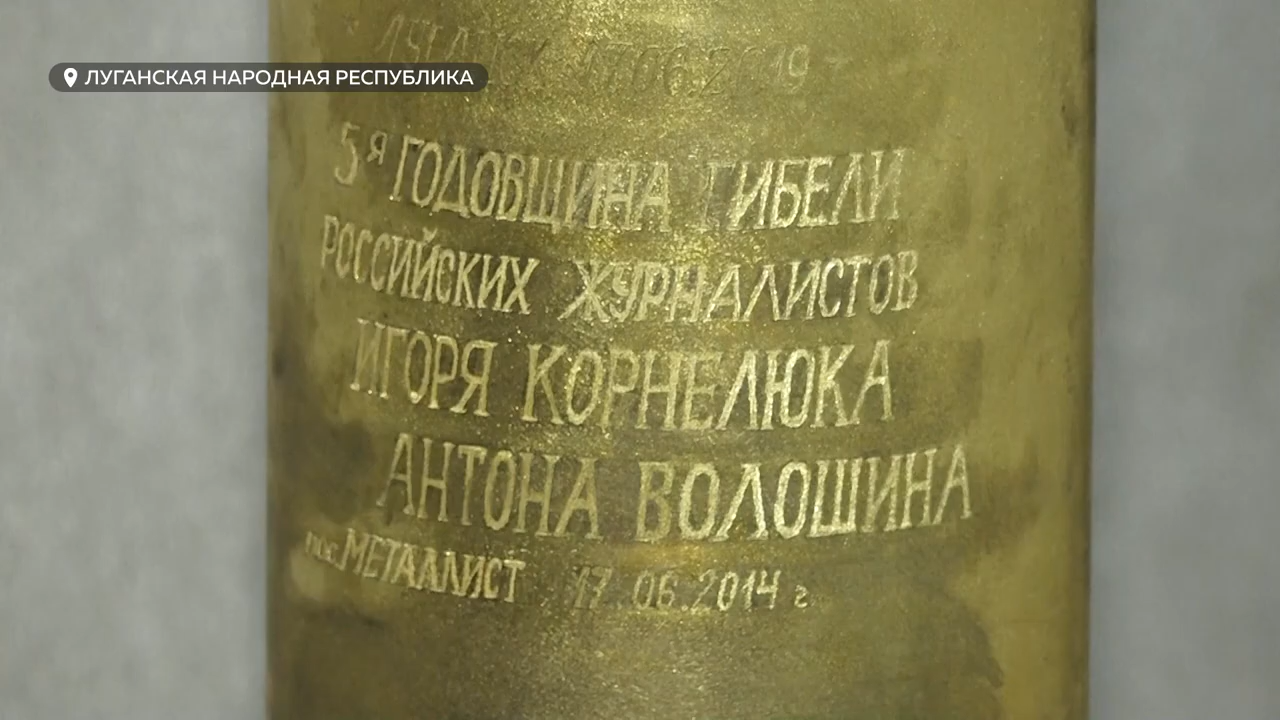 ЛУГАНСКАЯ НАРОДНАЯ РЕСПУБЛИКА
5я ГОДОВЩИНА ГИБЕЛИ
РОССИЙСКИХ ЖУРНАЛИСТОВ
ИГОРЯ КОРНЕЛЮКА
АНТОНА ВОЛОШИНА
пос. МЕТАЛЛИСТ 17.06.2014 г